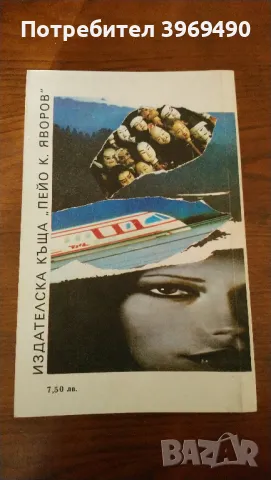 Потребител 3969490
ИЗДАТЕЛСКА КЪЩА „ПЕЙО К. ЯВОРОВ“
7,50 лв.
BAZAR